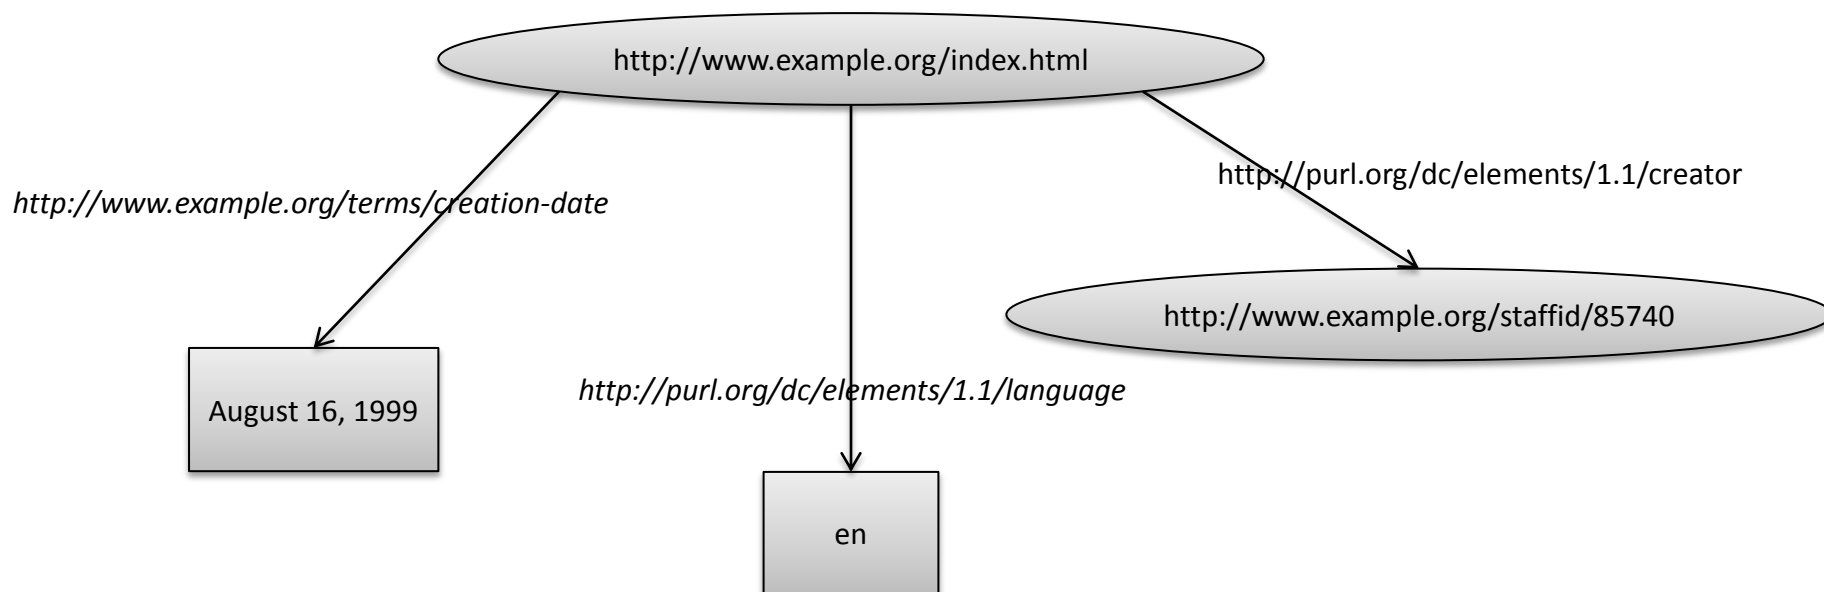 http://www.example.org/index.html
http://purl.org/dc/elements/1.1/creator
http://www.example.org/terms/creation-date
http://www.example.org/staffid/85740
http://purl.org/dc/elements/1.1/language
August 16, 1999
en